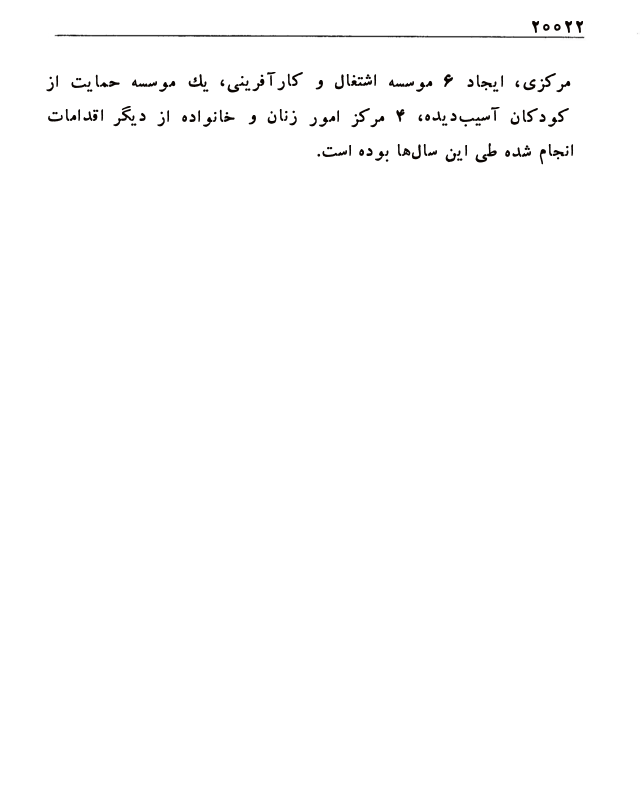 ۲۰۰۲۲
مرکزی، ایجاد ۶ موسسه اشتغال و کارآفرینی، یك موسسه حمایت از
کودکان آسیب‌دیده، ۴ مرکز امور زنان و خانواده از دیگر اقدامات
انجام شده طی این سال‌ها بوده است.